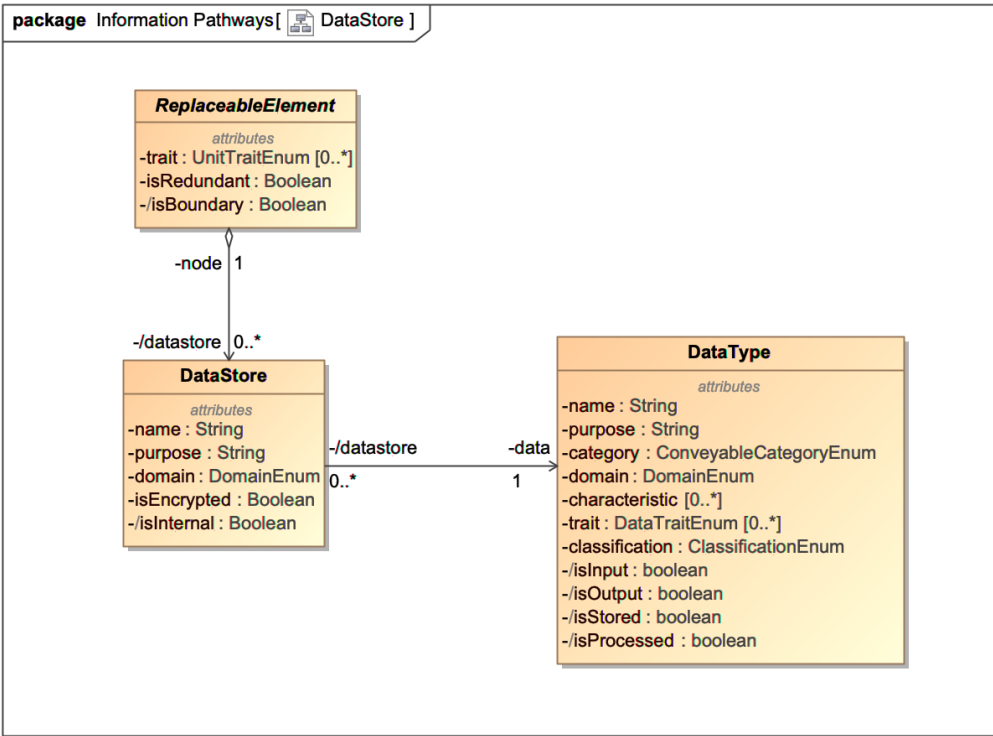 package Information Pathways[ DataStore ]
ReplaceableElement
attributes
-trait : UnitTraitEnum [0..*]
-isRedundant : Boolean
-/isBoundary : Boolean
-node 1
-/datastore 0..*
DataStore
attributes
-name : String
-purpose : String
-domain : DomainEnum
-isEncrypted : Boolean
-/isInternal : Boolean
-/datastore
0..*
-data
1
DataType
attributes
-name : String
-purpose : String
-category : ConveyableCategoryEnum
-domain : DomainEnum
-characteristic [0..*]
-trait : DataTraitEnum [0..*]
-classification : ClassificationEnum
-/isInput : boolean
-/isOutput : boolean
-/isStored : boolean
-/isProcessed : boolean